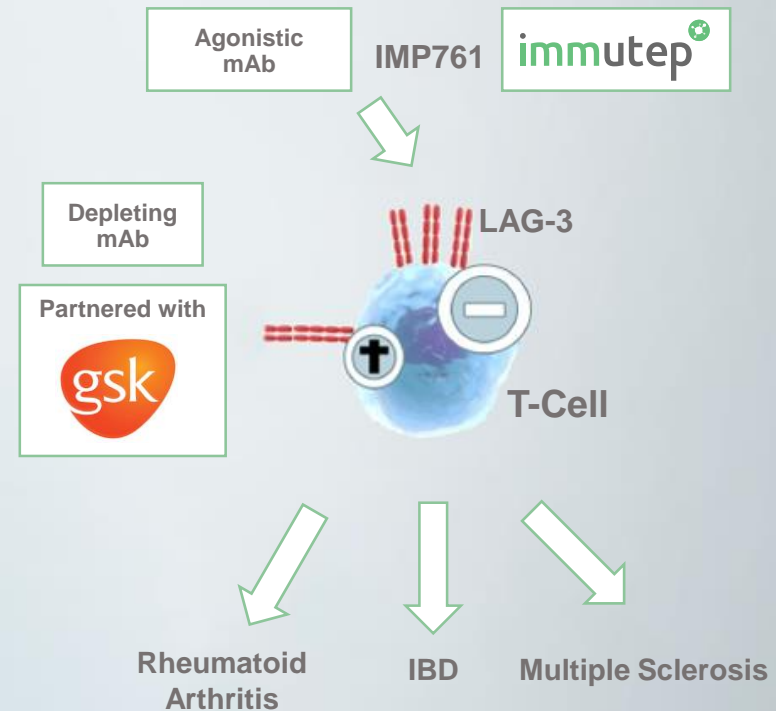 Agonistic
mAb
IMP761
immutep
Depleting
mAb
LAG-3
Partnered with
gsk
T-Cell
Rheumatoid
Arthritis
IBD
Multiple Sclerosis